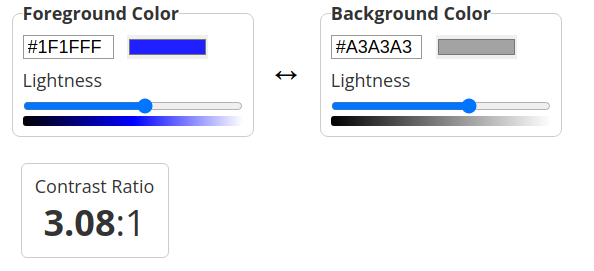 Foreground Color
#1F1FFF
Lightness
↔
Background Color
#A3A3A3
Lightness
Contrast Ratio
3.08:1